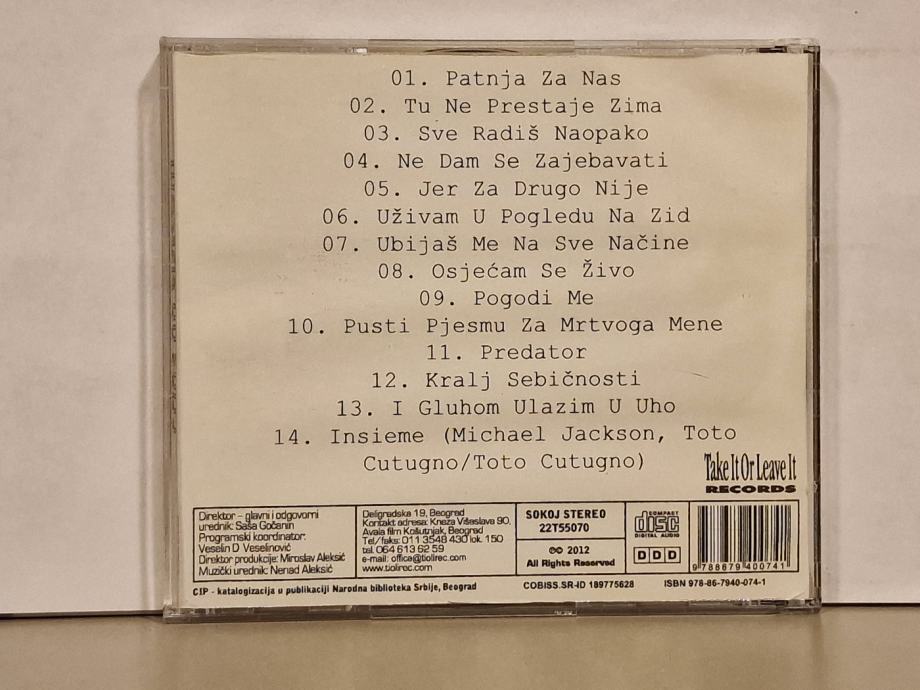 01. Patnja Za Nas
02. Tu Ne Prestaje Zima
03. Sve Radiš Naopako
04. Ne Dam Se Zajebavati
05. Jer Za Drugo Nije
06. Uživam U Pogledu Na Zid
07. Ubijaš Me Na Sve Načine
08. Osjećam Se Živo
09. Pogodi Me
10. Pusti Pjesmu Za Mrtvoga Mene
11. Predator
12. Kralj Sebičnosti
13. I Gluhom Ulazim U Uho
14. Insieme (Michael Jackson, Toto
Cutugno/Toto Cutugno)
Take It Or Leave It
RECORDS
Direktor - glavni i odgovorni
urednik: Saša Gočanin
Programski koordinator:
Veselin D Veselinović
Direktor produkcije: Miroslav Aleksić
Muzički urednik: Nenad Aleksić
Deligradska 19, Beograd
Kontakt adresa: Kneza Višeslava 90,
Avala film Košutnjak, Beograd
Tel/faks: 011 3548 430 lok. 150
tel. 064 613 62 59
e-mail: office@tiolirec.com
www.tiolirec.com
SOKOJ STEREO
22T55070
©© 2012
All Rights Reserved
COMPACT
disc
DIGITAL AUDIO
DDD
9 788679 400741
CIP - katalogizacija u publikaciji Narodna biblioteka Srbije, Beograd
COBISS.SR-ID 189775628
ISBN 978-86-7940-074-1